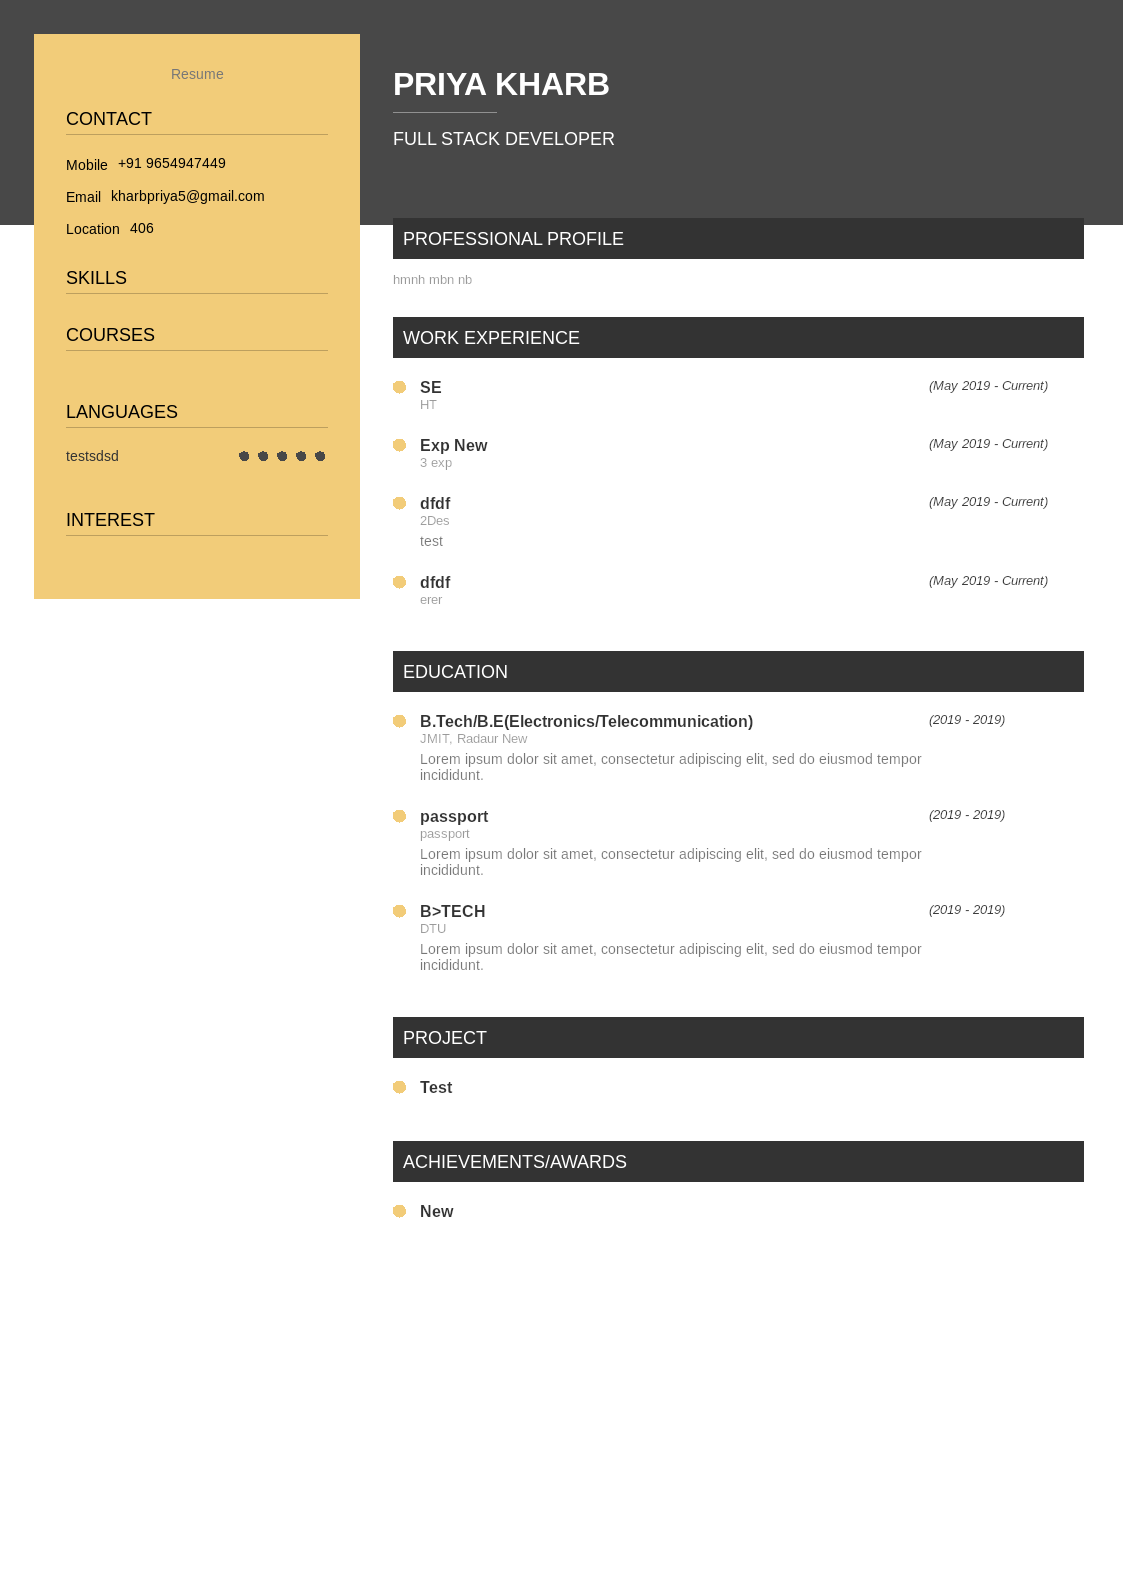 Resume
CONTACT
Mobile +91 9654947449
Email kharbpriya5@gmail.com
Location 406
SKILLS
COURSES
LANGUAGES
testsdsd
INTEREST
PRIYA KHARB
FULL STACK DEVELOPER
PROFESSIONAL PROFILE
hmnh mbn nb
WORK EXPERIENCE
SE (May 2019 - Current)
HT
Exp New (May 2019 - Current)
3 exp
dfdf (May 2019 - Current)
2Des
test
dfdf (May 2019 - Current)
erer
EDUCATION
B.Tech/B.E(Electronics/Telecommunication) (2019 - 2019)
JMIT, Radaur New
Lorem ipsum dolor sit amet, consectetur adipiscing elit, sed do eiusmod tempor
incididunt.
passport (2019 - 2019)
passport
Lorem ipsum dolor sit amet, consectetur adipiscing elit, sed do eiusmod tempor
incididunt.
B>TECH (2019 - 2019)
DTU
Lorem ipsum dolor sit amet, consectetur adipiscing elit, sed do eiusmod tempor
incididunt.
PROJECT
Test
ACHIEVEMENTS/AWARDS
New